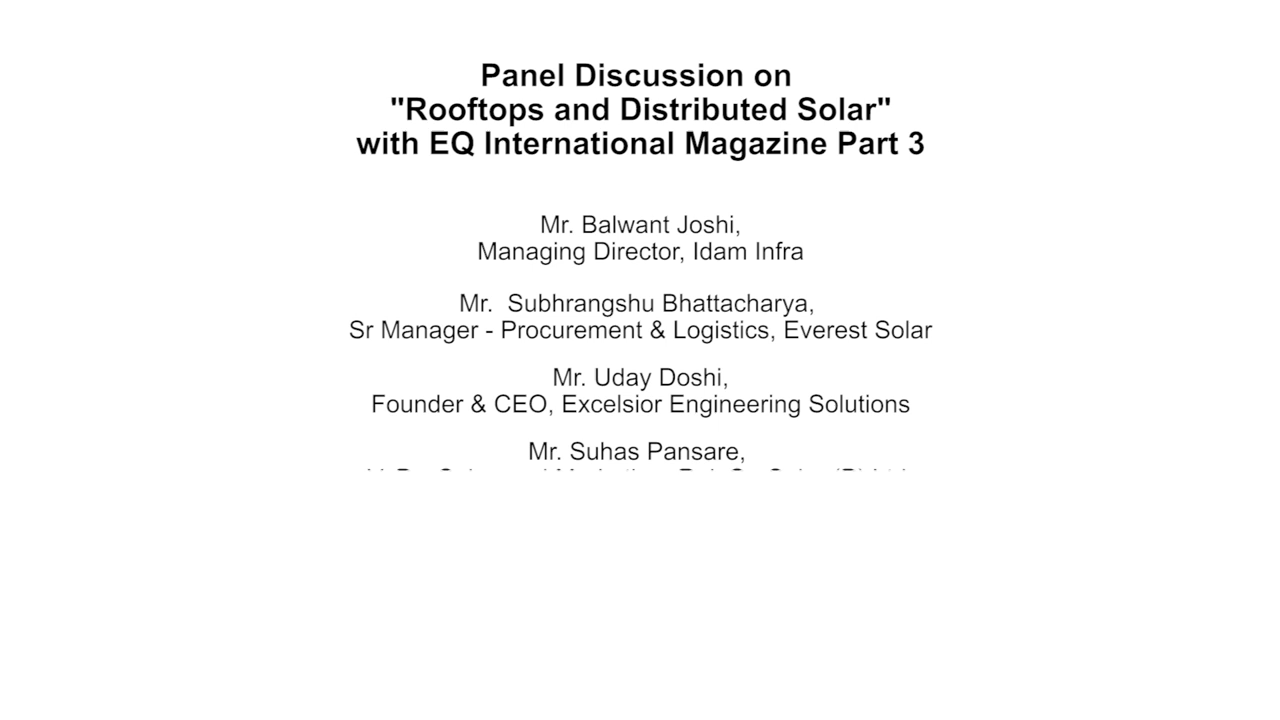 Panel Discussion on
"Rooftops and Distributed Solar"
with EQ International Magazine Part 3
Mr. Balwant Joshi,
Managing Director, Idam Infra
Mr. Subhrangshu Bhattacharya,
Sr Manager - Procurement & Logistics, Everest Solar
Mr. Uday Doshi,
Founder & CEO, Excelsior Engineering Solutions
Mr. Suhas Pansare,